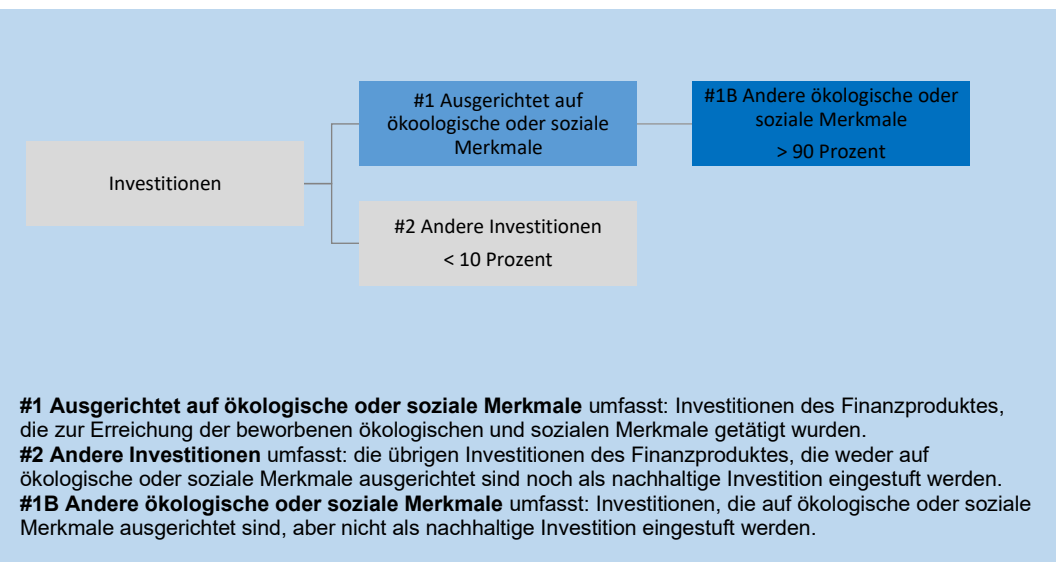 #1 Ausgerichtet auf
ökoologische oder soziale
Merkmale
#1B Andere ökologische oder
soziale Merkmale
> 90 Prozent
Investitionen
#2 Andere Investitionen
< 10 Prozent
#1 Ausgerichtet auf ökologische oder soziale Merkmale umfasst: Investitionen des Finanzproduktes,
die zur Erreichung der beworbenen ökologischen und sozialen Merkmale getätigt wurden.
#2 Andere Investitionen umfasst: die übrigen Investitionen des Finanzproduktes, die weder auf
ökologische oder soziale Merkmale ausgerichtet sind noch als nachhaltige Investition eingestuft werden.
#1B Andere ökologische oder soziale Merkmale umfasst: Investitionen, die auf ökologische oder soziale
Merkmale ausgerichtet sind, aber nicht als nachhaltige Investition eingestuft werden.